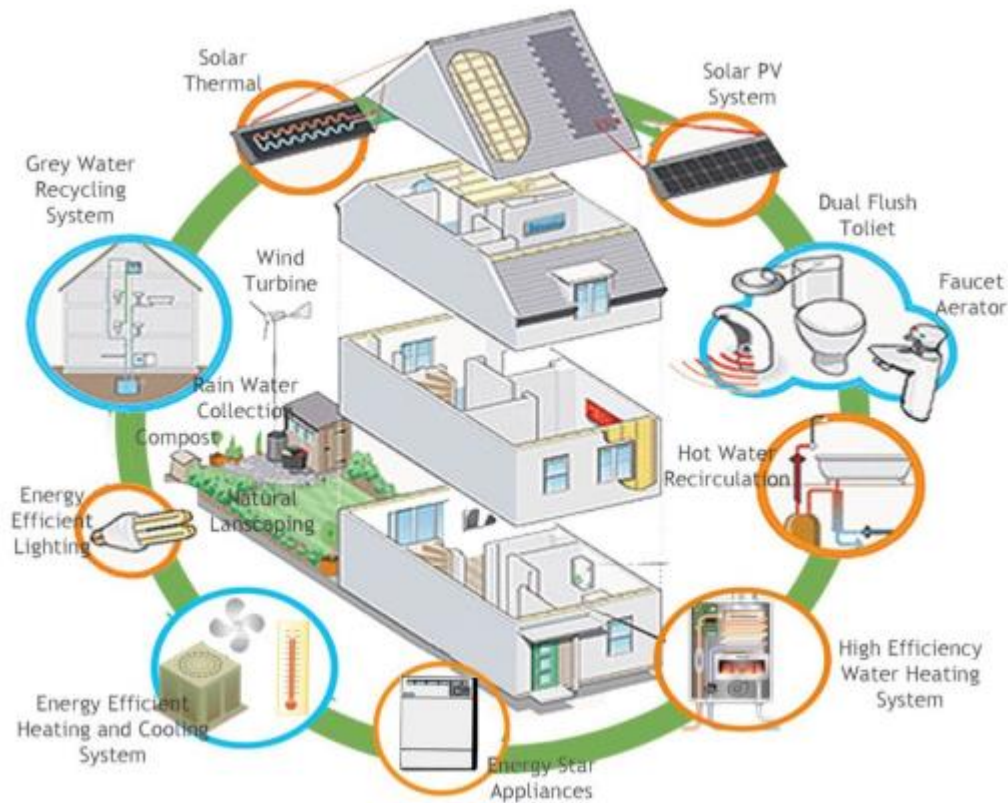 Solar
Thermal
Solar PV
System
Grey Water
Recycling
System
Dual Flush
Toliet
Wind
Turbine
Faucet
Aerator
Rain Water
Collection
Compost
Hot Water
Recirculation
Energy
Efficient
Lighting
Natural
Lanscaping
High Efficiency
Water Heating
System
Energy Efficient
Heating and Cooling
System
Energy Star
Appliances